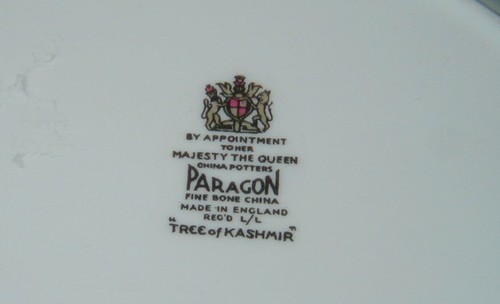 BY APPOINTMENT
TO HER
MAJESTY THE QUEEN
CHINA POTTERS
PARAGON
FINE BONE CHINA
MADE IN ENGLAND
REG'D L/L
"TREE of KASHMIR"